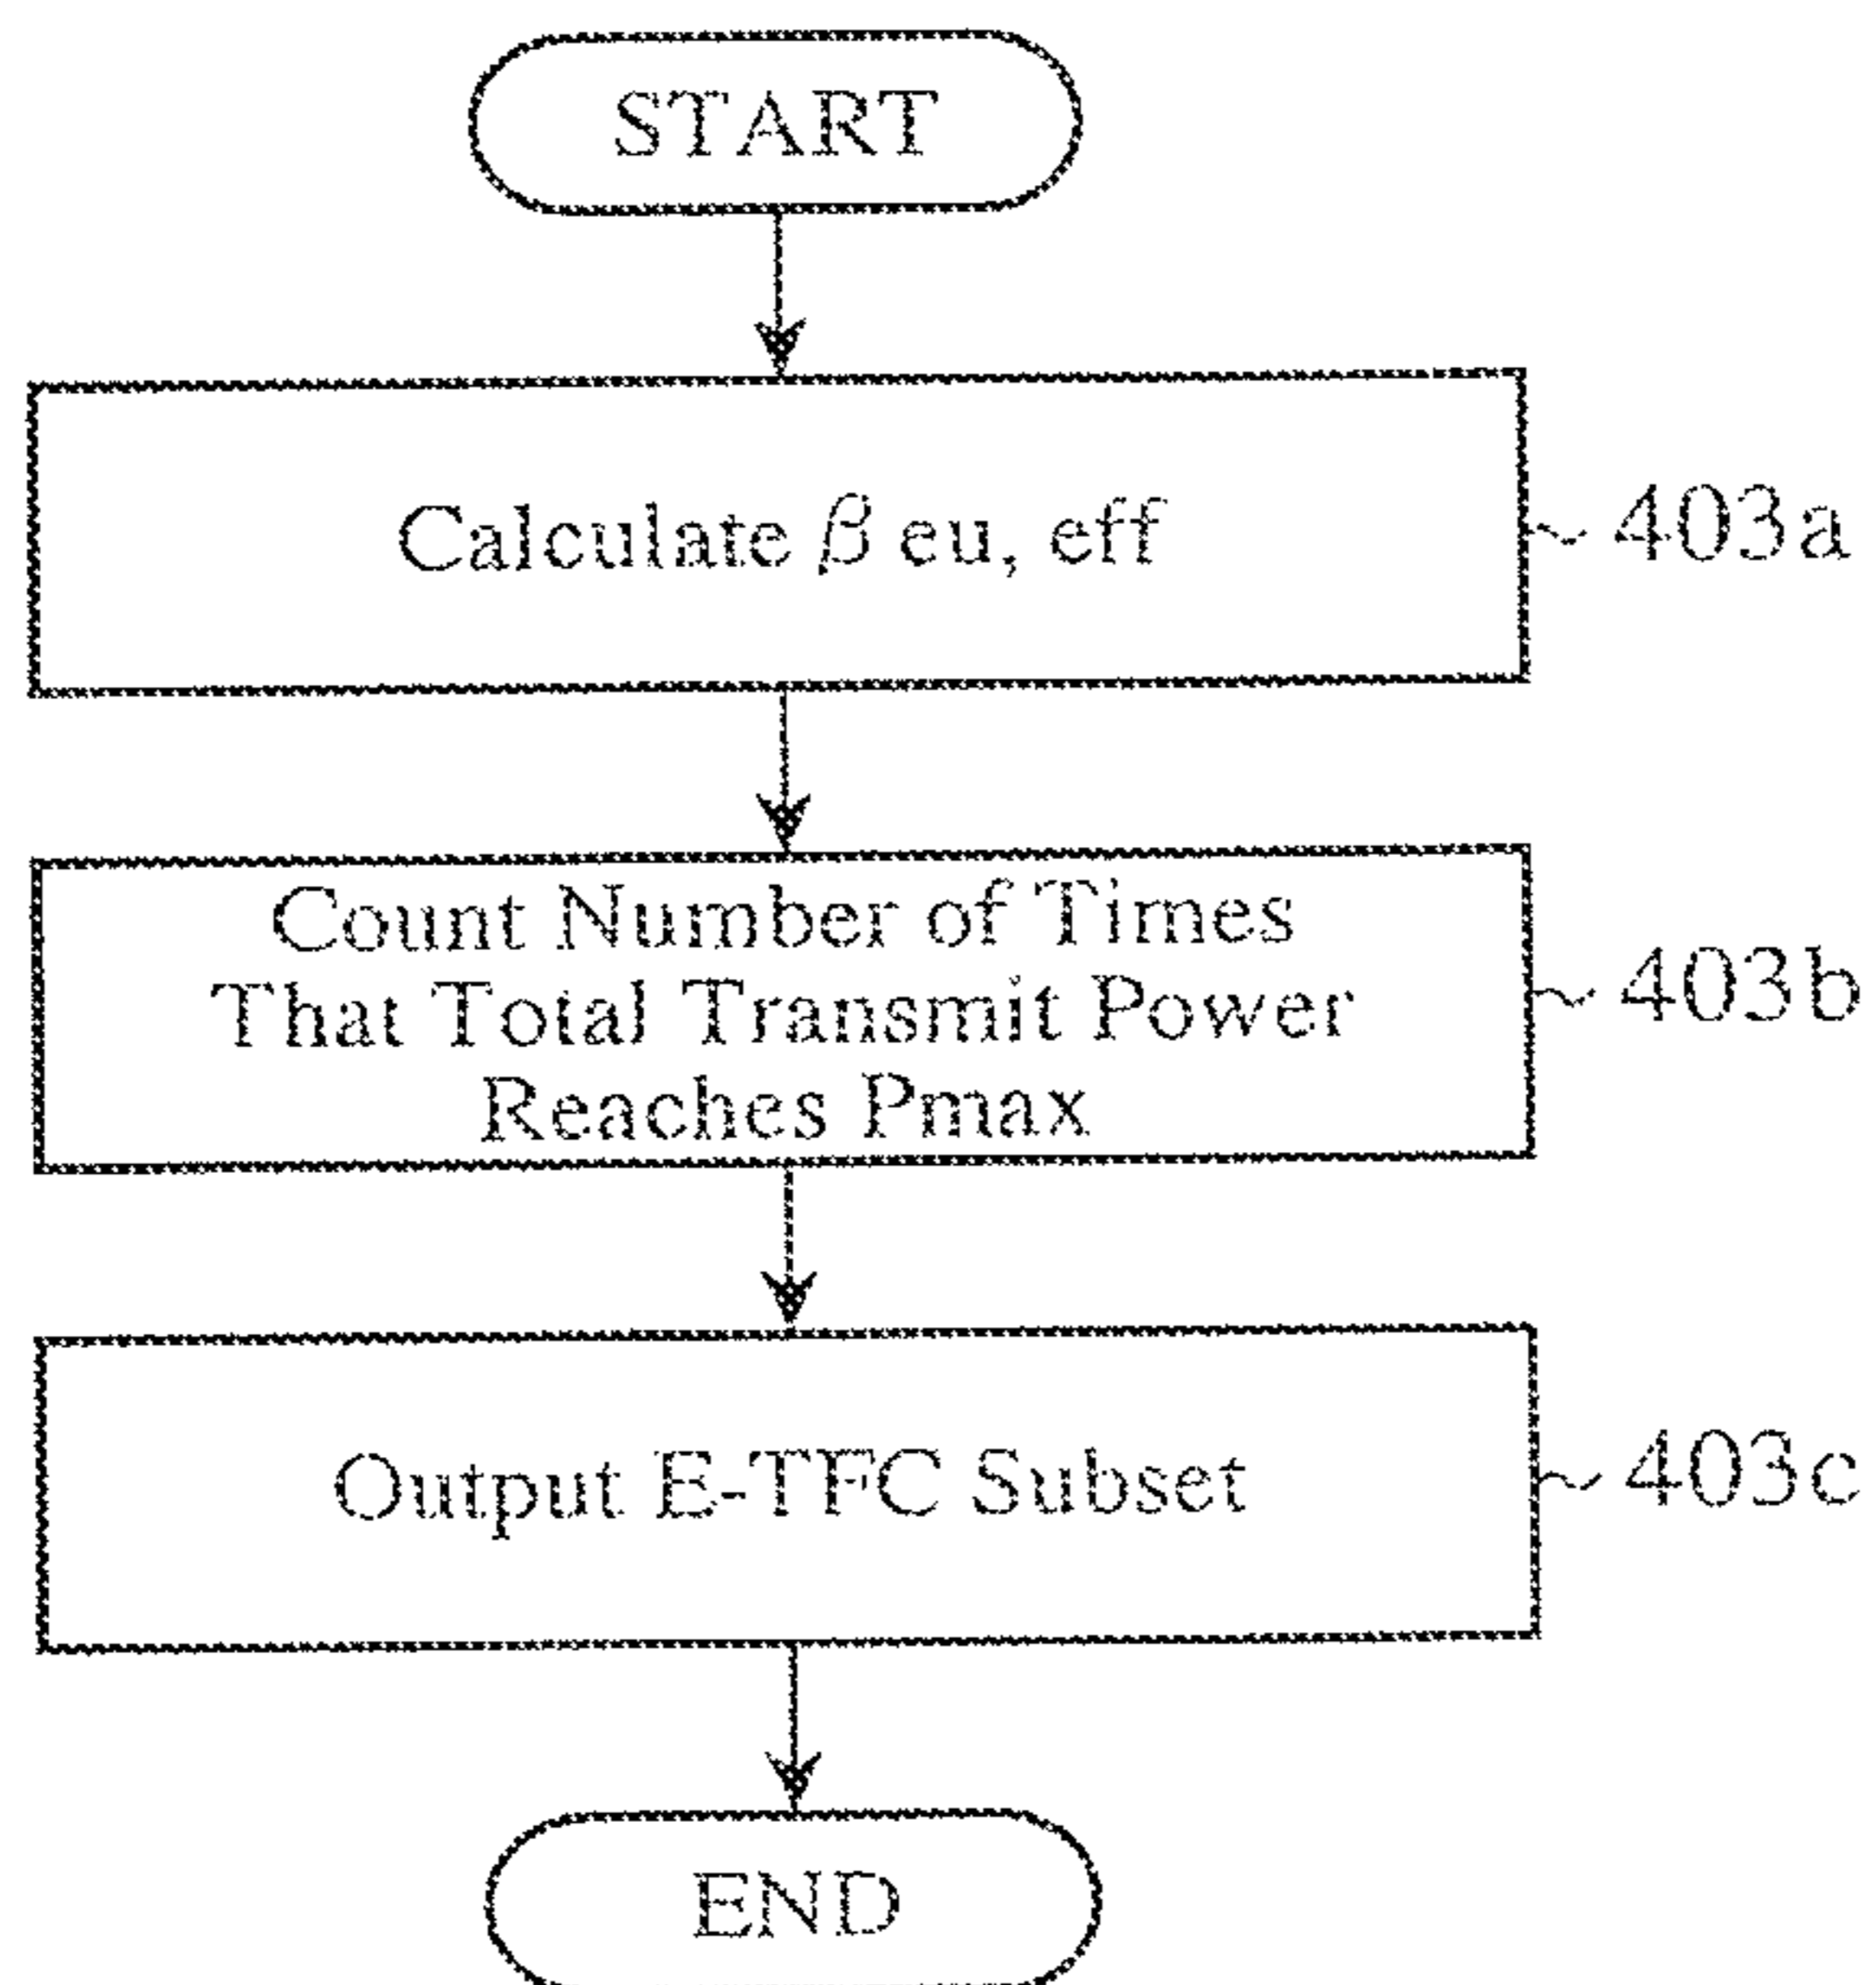 START
Calculate β eu, eff
403a
Count Number of Times
That Total Transmit Power
Reaches Pmax
403b
Output E-TFC Subset
403c
END